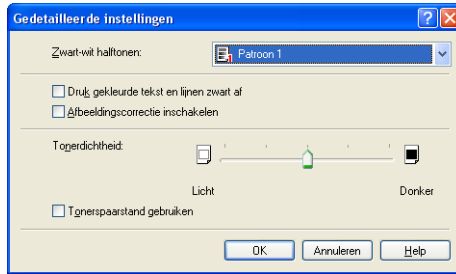 Gedetailleerde instellingen
Zwart-wit halftonen: Patroon 1
Druk gekleurde tekst en lijnen zwart af
Afbeeldingscorrectie inschakelen
Tonerdichtheid:
Licht Donker
Tonerspaarstand gebruiken
OK Annuleren Help